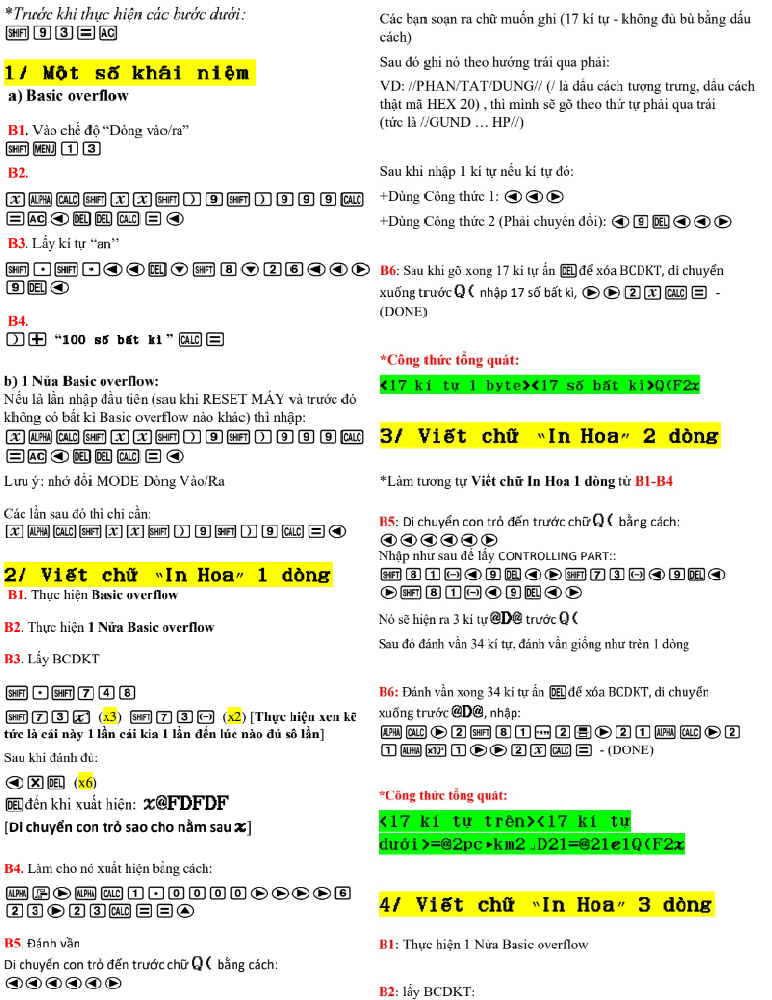 *Trước khi thực hiện các bước dưới:
SHIFT 9 3 = AC
1/ Một số khái niệm
a) Basic overflow
B1. Vào chế độ “Dòng vào/ra”
SHIFT MENU 1 3
B2.
x ALPHA CALC SHIFT x x SHIFT ) 9 SHIFT ) 9 9 9 CALC
= AC ◀ DEL DEL CALC = ◀
B3. Lấy kí tự “an”
SHIFT • SHIFT • ◀ ◀ DEL ▼ SHIFT 8 ▼ 2 6 ◀ ◀ ▶
9 DEL ◀
B4.
) + “100 số bất kì” CALC =
b) 1 Nửa Basic overflow:
Nếu là lần nhập đầu tiên (sau khi RESET MÁY và trước đó
không có bất kì Basic overflow nào khác) thì nhập:
x ALPHA CALC SHIFT x x SHIFT ) 9 SHIFT ) 9 9 9 CALC
= AC ◀ DEL DEL CALC = ◀
Lưu ý: nhớ đổi MODE Dòng Vào/Ra
Các lần sau đó thì chỉ cần:
x ALPHA CALC SHIFT x x SHIFT ) 9 SHIFT ) 9 CALC = ◀
2/ Viết chữ “In Hoa” 1 dòng
B1. Thực hiện Basic overflow
B2. Thực hiện 1 Nửa Basic overflow
B3. Lấy BCDKT
SHIFT • SHIFT 7 4 8
SHIFT 7 3 (x3) SHIFT 7 3 (−) (x2) [Thực hiện xen kẽ
tức là cái này 1 lần cái kia 1 lần đến lúc nào đủ số lần]
Sau khi đánh đủ:
◀ × DEL (x6)
DEL đến khi xuất hiện: x@FDFDF
[Di chuyển con trỏ sao cho nằm sau x]
B4. Làm cho nó xuất hiện bằng cách:
ALPHA ▶ ALPHA CALC 1 • 0 0 0 0 ▶ ▶ ▶ ▶ 6
2 3 ▶ 2 3 CALC = = ▲
B5. Đánh vần
Di chuyển con trỏ đến trước chữ Q( bằng cách:
◀ ◀ ◀ ◀ ◀ ▶
Các bạn soạn ra chữ muốn ghi (17 kí tự - không đủ bù bằng dấu
cách)
Sau đó ghi nó theo hướng trái qua phải:
VD: //PHAN/TAT/DUNG// (/ là dấu cách tượng trưng, dấu cách
thật mã HEX 20) , thì mình sẽ gõ theo thứ tự phải qua trái
(tức là //GUND … HP//)
Sau khi nhập 1 kí tự nếu kí tự đó:
+Dùng Công thức 1: ◀ ◀ ▶
+Dùng Công thức 2 (Phải chuyển đổi): ◀ 9 DEL ◀ ◀ ▶
B6: Sau khi gõ xong 17 kí tự ấn DEL để xóa BCDKT, di chuyển
xuống trước Q( nhập 17 số bất kì, ▶ ▶ 2 x CALC = -
(DONE)
*Công thức tổng quát:
<17 kí tự 1 byte><17 số bất kì>Q(F2x
3/ Viết chữ “In Hoa” 2 dòng
*Làm tương tự Viết chữ In Hoa 1 dòng từ B1-B4
B5: Di chuyển con trỏ đến trước chữ Q( bằng cách:
◀ ◀ ◀ ◀ ◀ ▶
Nhập như sau để lấy CONTROLLING PART::
SHIFT 8 1 (−) ◀ 9 DEL ◀ ▶ SHIFT 7 3 (−) ◀ 9 DEL ◀
▶ SHIFT 8 1 (−) ◀ 9 DEL ◀ ▶
Nó sẽ hiện ra 3 kí tự @D@ trước Q(
Sau đó đánh vần 34 kí tự, đánh vần giống như trên 1 dòng
B6: Đánh vần xong 34 kí tự ấn DEL để xóa BCDKT, di chuyển
xuống trước @D@, nhập:
ALPHA CALC ▶ 2 SHIFT 8 1 °’” 2 ▶ 2 1 ALPHA CALC ▶ 2
1 ALPHA x10ˣ 1 ▶ ▶ 2 x CALC = - (DONE)
*Công thức tổng quát:
<17 kí tự trên><17 kí tự
dưới>=@2pc▸km2⌟D21=@21e1Q(F2x
4/ Viết chữ “In Hoa” 3 dòng
B1: Thực hiện 1 Nửa Basic overflow
B2: lấy BCDKT: